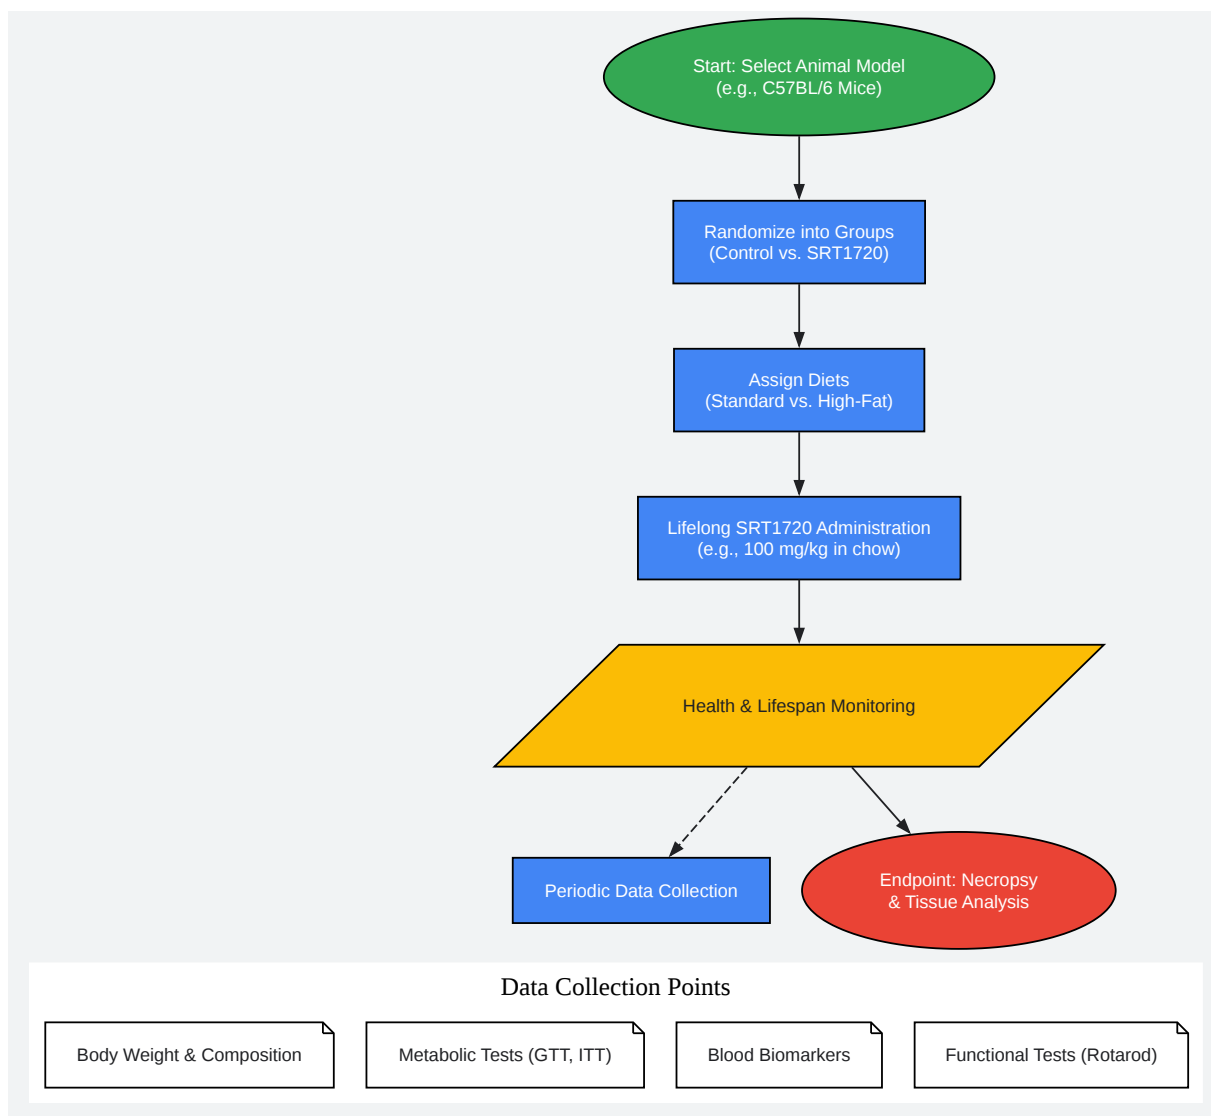 Start: Select Animal Model
(e.g., C57BL/6 Mice)
Randomize into Groups
(Control vs. SRT1720)
Assign Diets
(Standard vs. High-Fat)
Lifelong SRT1720 Administration
(e.g., 100 mg/kg in chow)
Health & Lifespan Monitoring
Periodic Data Collection
Endpoint: Necropsy
& Tissue Analysis
Data Collection Points
Body Weight & Composition
Metabolic Tests (GTT, ITT)
Blood Biomarkers
Functional Tests (Rotarod)